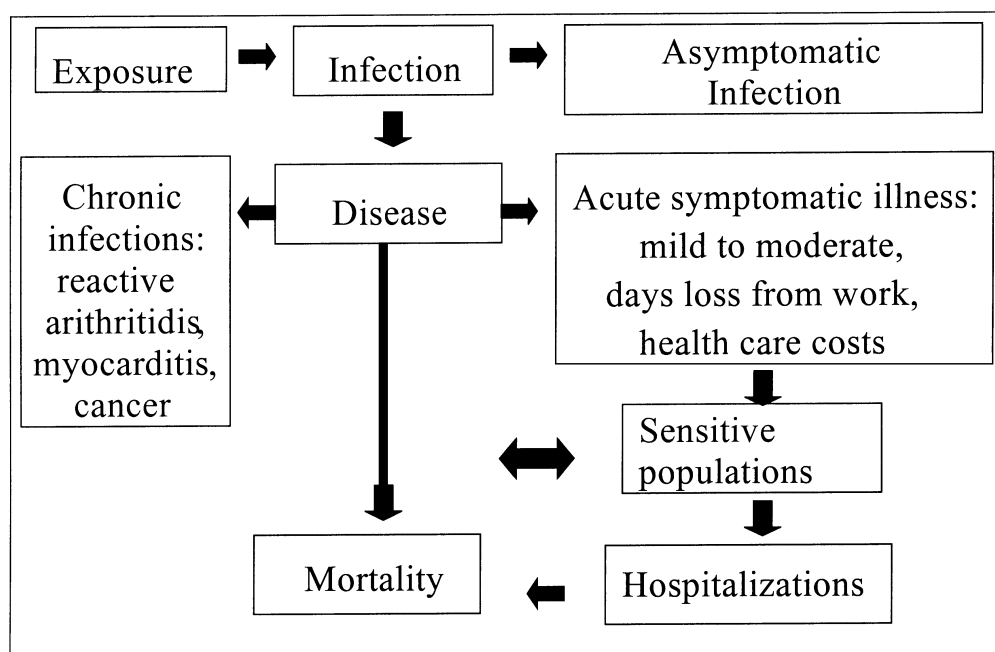 Exposure
Infection
Asymptomatic
Infection
Chronic
infections:
reactive
arithritidis,
myocarditis,
cancer
Disease
Acute symptomatic illness:
mild to moderate,
days loss from work,
health care costs
Sensitive
populations
Mortality
Hospitalizations